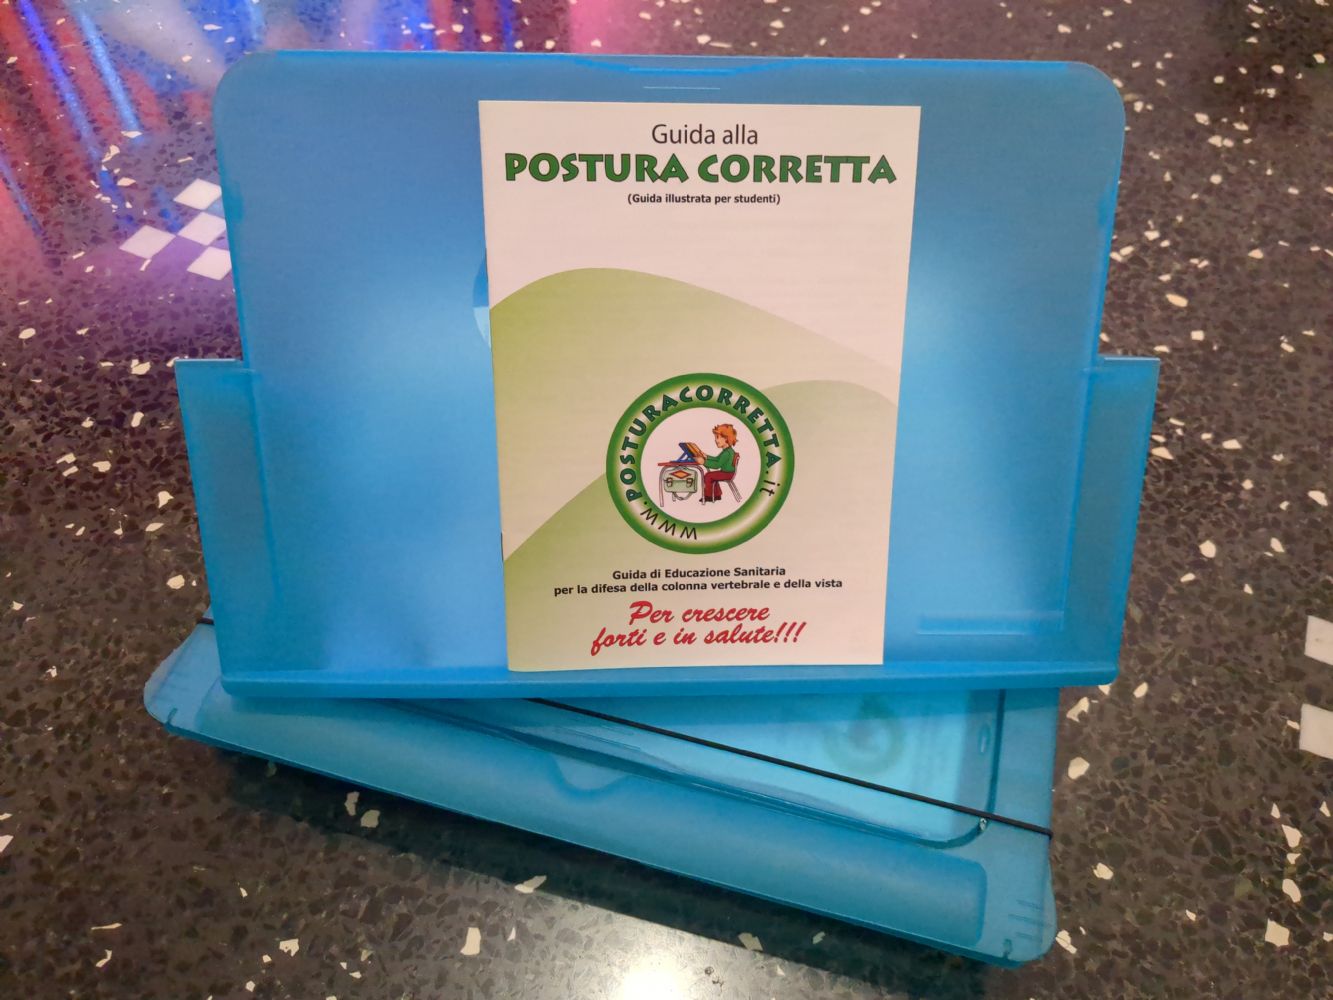 Guida alla
POSTURA CORRETTA
(Guida illustrata per studenti)
www.POSTURACORRETTA.it
Guida di Educazione Sanitaria
per la difesa della colonna vertebrale e della vista
Per crescere
forti e in salute!!!